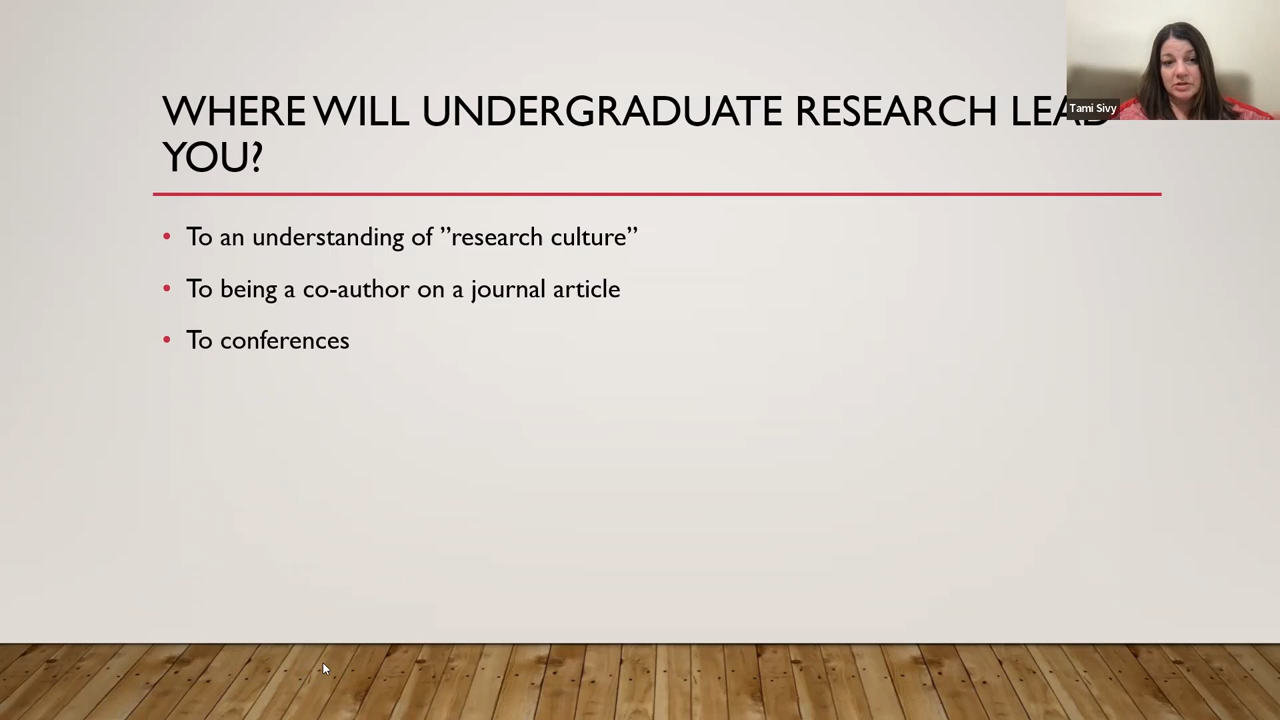 WHERE WILL UNDERGRADUATE RESEARCH LEAD
YOU?
• To an understanding of ”research culture”
• To being a co-author on a journal article
• To conferences
Tami Sivy